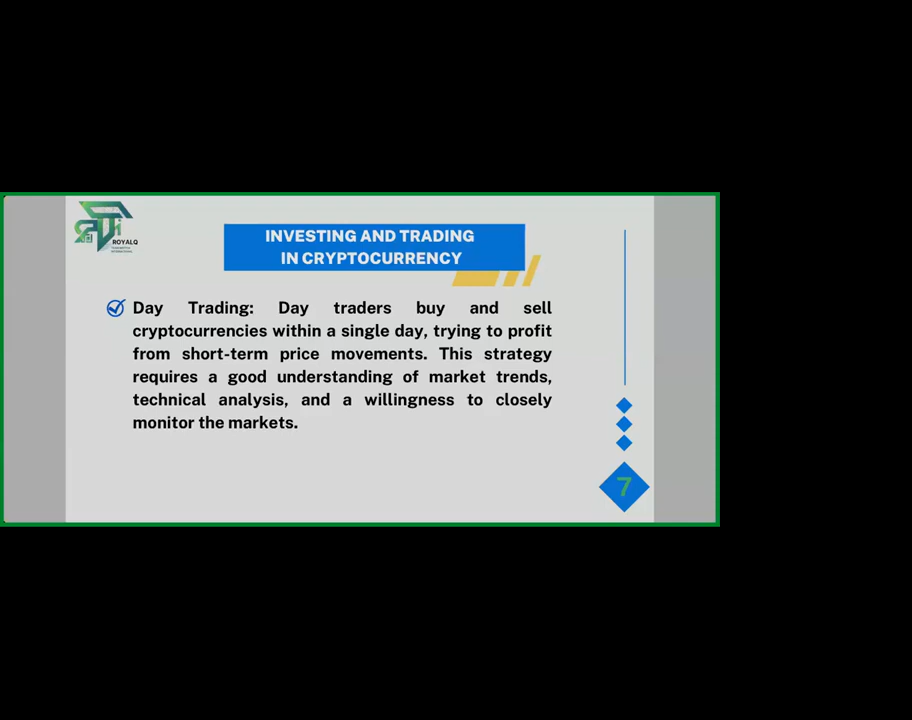 ROYALQ
INVESTING AND TRADING
IN CRYPTOCURRENCY
Day Trading: Day traders buy and sell
cryptocurrencies within a single day, trying to profit
from short-term price movements. This strategy
requires a good understanding of market trends,
technical analysis, and a willingness to closely
monitor the markets.
7